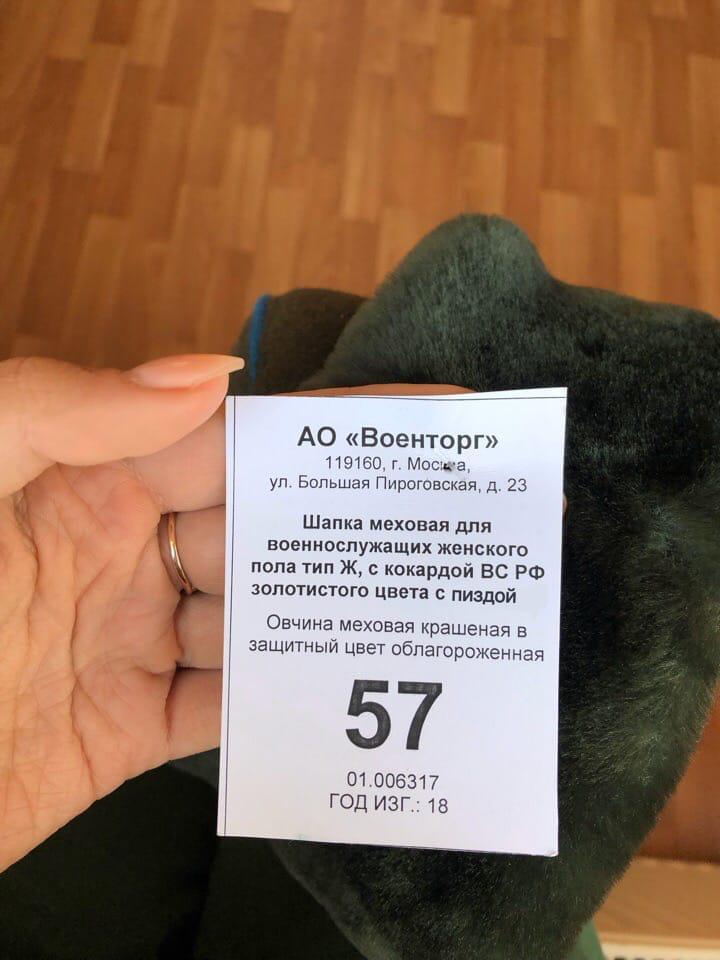 АО «Военторг»
119160, г. Москва,
ул. Большая Пироговская, д. 23
Шапка меховая для
военнослужащих женского
пола тип Ж, с кокардой ВС РФ
золотистого цвета с пиздой
Овчина меховая крашеная в
защитный цвет облагороженная
57
01.006317
ГОД ИЗГ.: 18